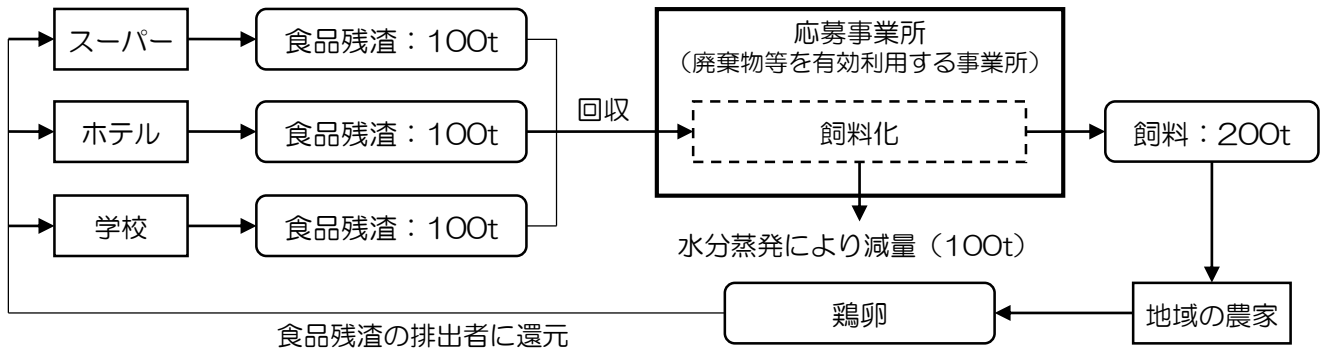 スーパー
食品残渣：100t
ホテル
食品残渣：100t
学校
食品残渣：100t
回収
応募事業所
（廃棄物等を有効利用する事業所）
飼料化
飼料：200t
水分蒸発により減量（100t）
鶏卵
地域の農家
食品残渣の排出者に還元